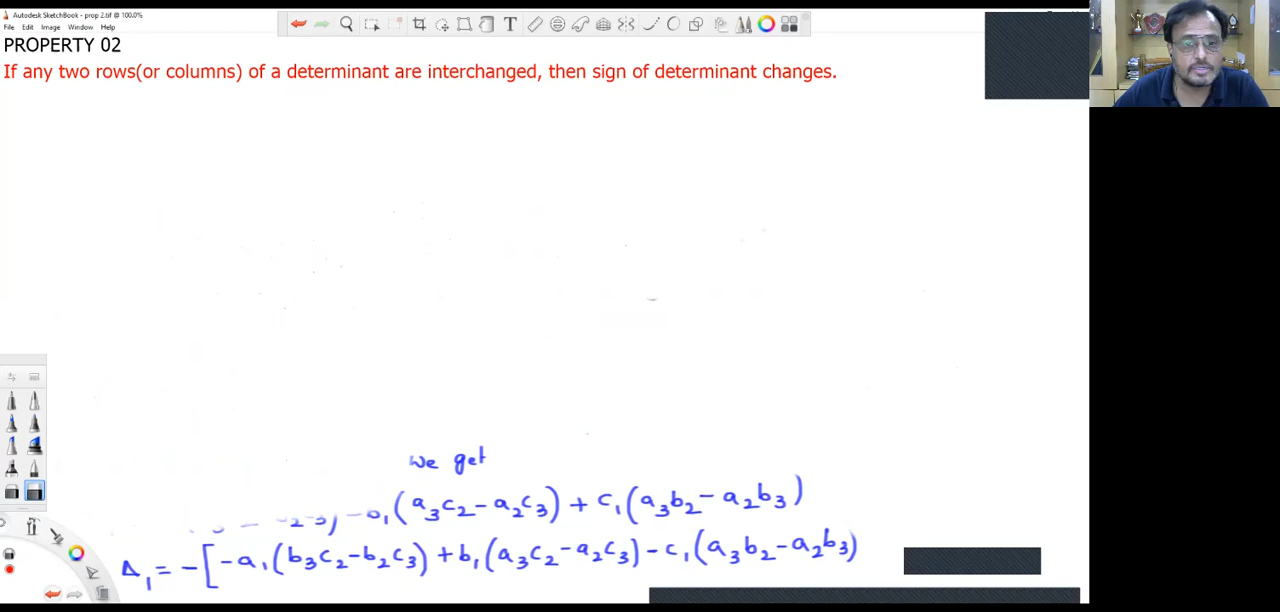 Autodesk SketchBook - prop 2.tif @ 100.0%
File Edit Image Window Help
PROPERTY 02
If any two rows(or columns) of a determinant are interchanged, then sign of determinant changes.
we get
b₁(a₃c₂-a₂c₃) + c₁(a₃b₂-a₂b₃)
Δ₁ = -[-a₁(b₃c₂-b₂c₃) + b₁(a₃c₂-a₂c₃) - c₁(a₃b₂-a₂b₃)